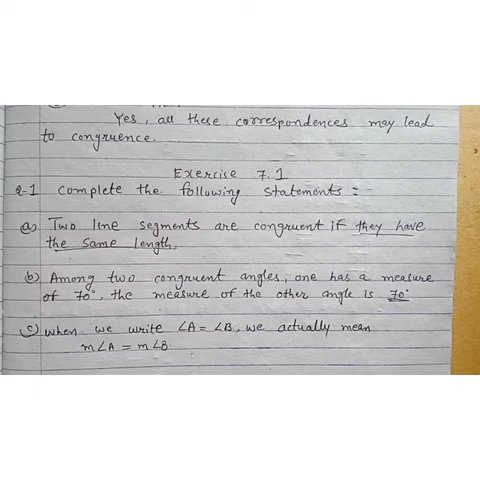 Yes, all these correspondences may lead
to congruence.
Exercise 7.1
Q-1 complete the following statements :
a) Two line segments are congruent if they have
the same length.
b) Among two congruent angles, one has a measure
of 70°, the measure of the other angle is 70°
c) when we write ∠A = ∠B, we actually mean
m∠A = m∠B